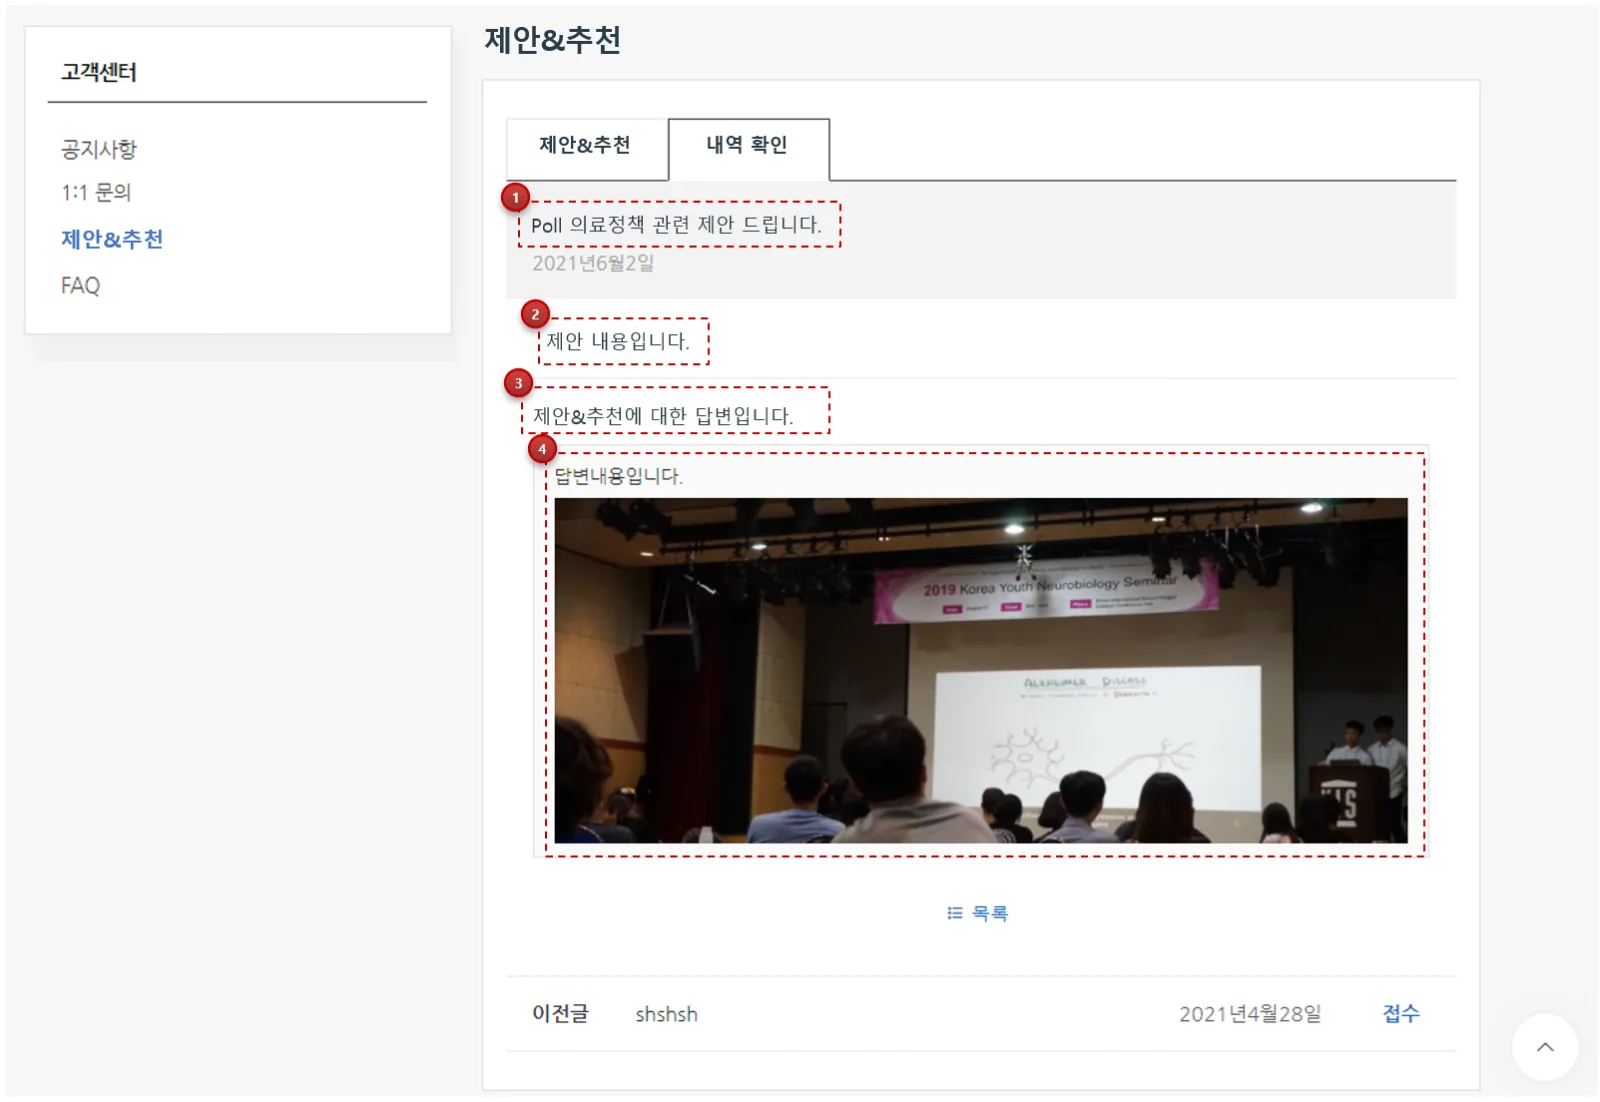 제안&추천
고객센터
공지사항
1:1 문의
제안&추천
FAQ
제안&추천
내역 확인
1
Poll 의료정책 관련 제안 드립니다.
2021년6월2일
2
제안 내용입니다.
3
제안&추천에 대한 답변입니다.
4
답변내용입니다.
2019 Korea Youth Neurobiology Seminar
ALZHEIMER DISEASE
목록
이전글 shshsh 2021년4월28일 접수